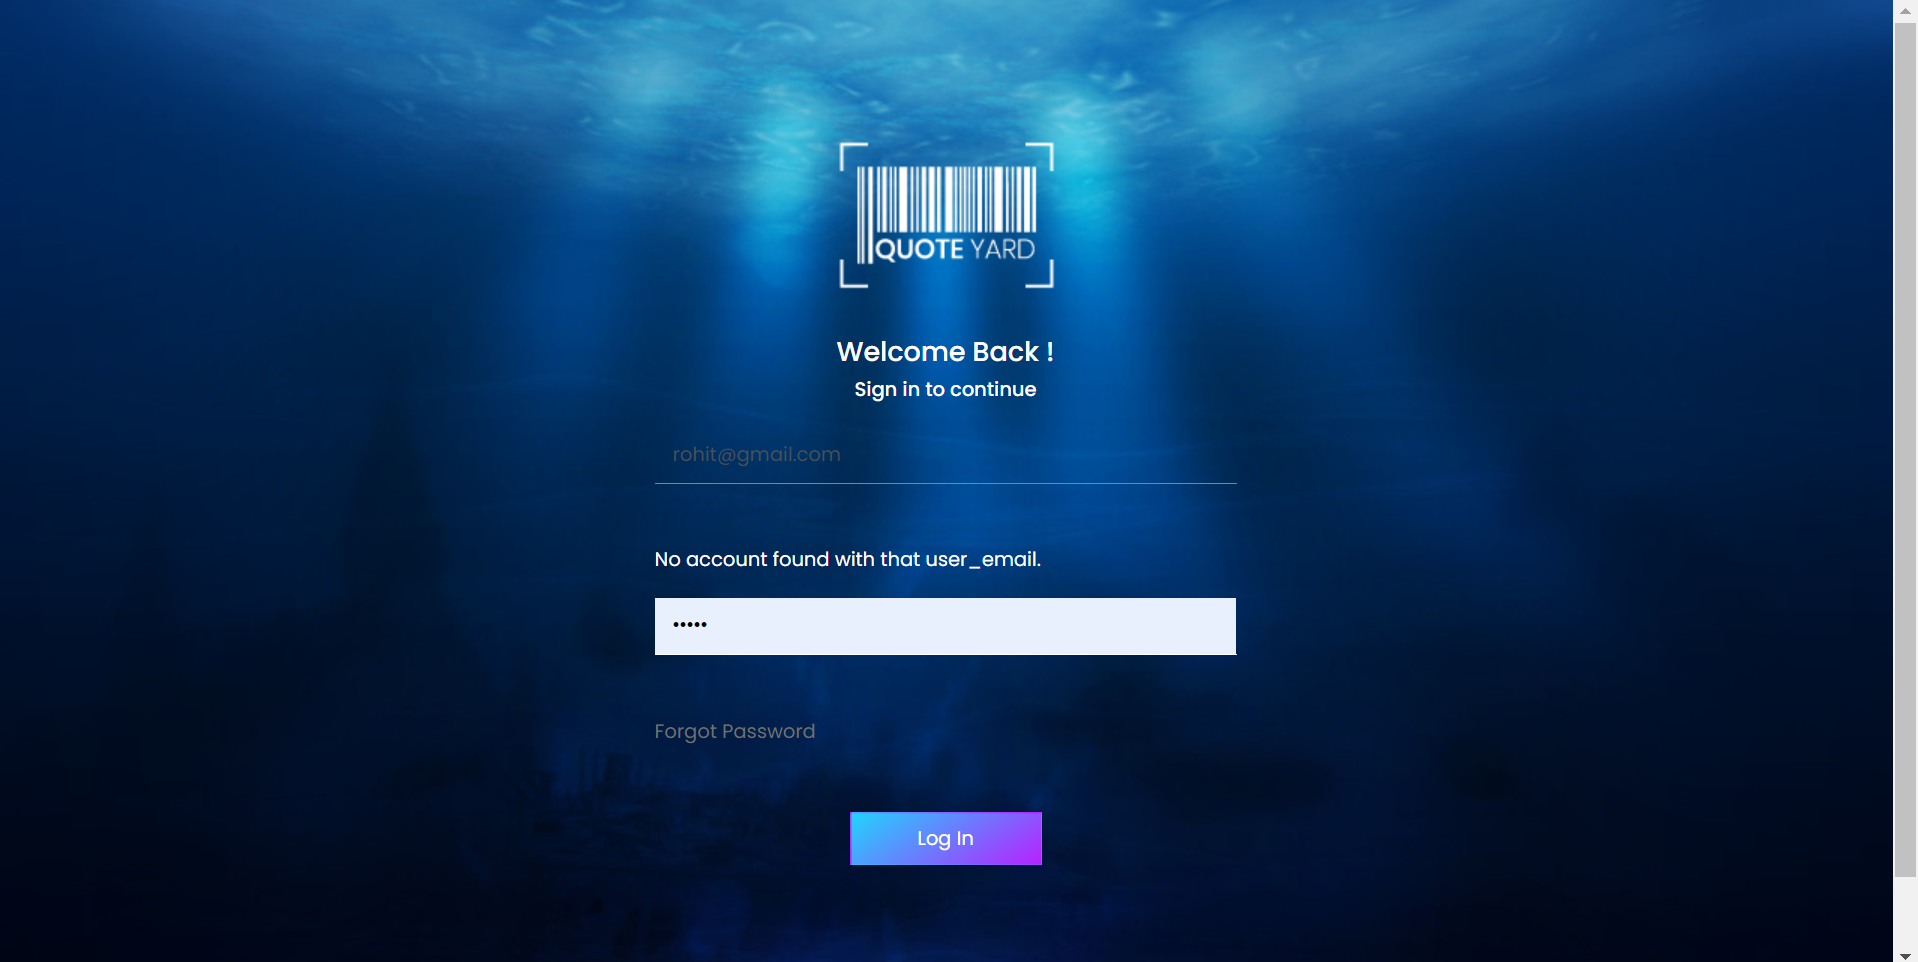 QUOTE YARD
Welcome Back !
Sign in to continue
rohit@gmail.com
No account found with that user_email.
•••••
Forgot Password
Log In